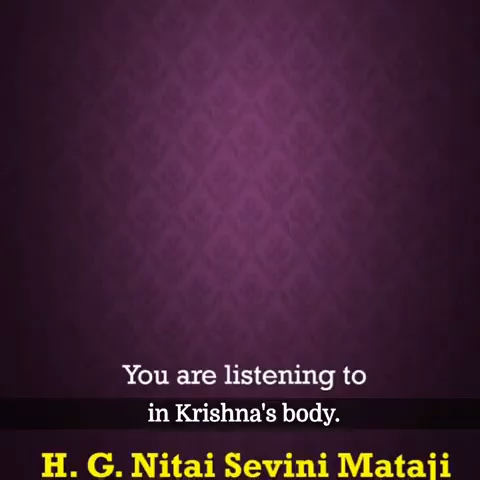 You are listening to
in Krishna's body.
H. G. Nitai Sevini Mataji